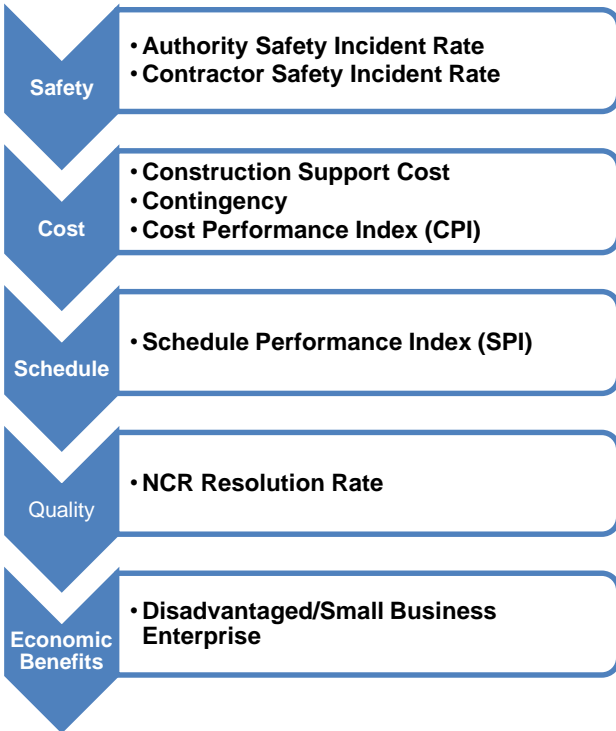 Safety
• Authority Safety Incident Rate
• Contractor Safety Incident Rate
Cost
• Construction Support Cost
• Contingency
• Cost Performance Index (CPI)
Schedule
• Schedule Performance Index (SPI)
Quality
• NCR Resolution Rate
Economic
Benefits
• Disadvantaged/Small Business
Enterprise